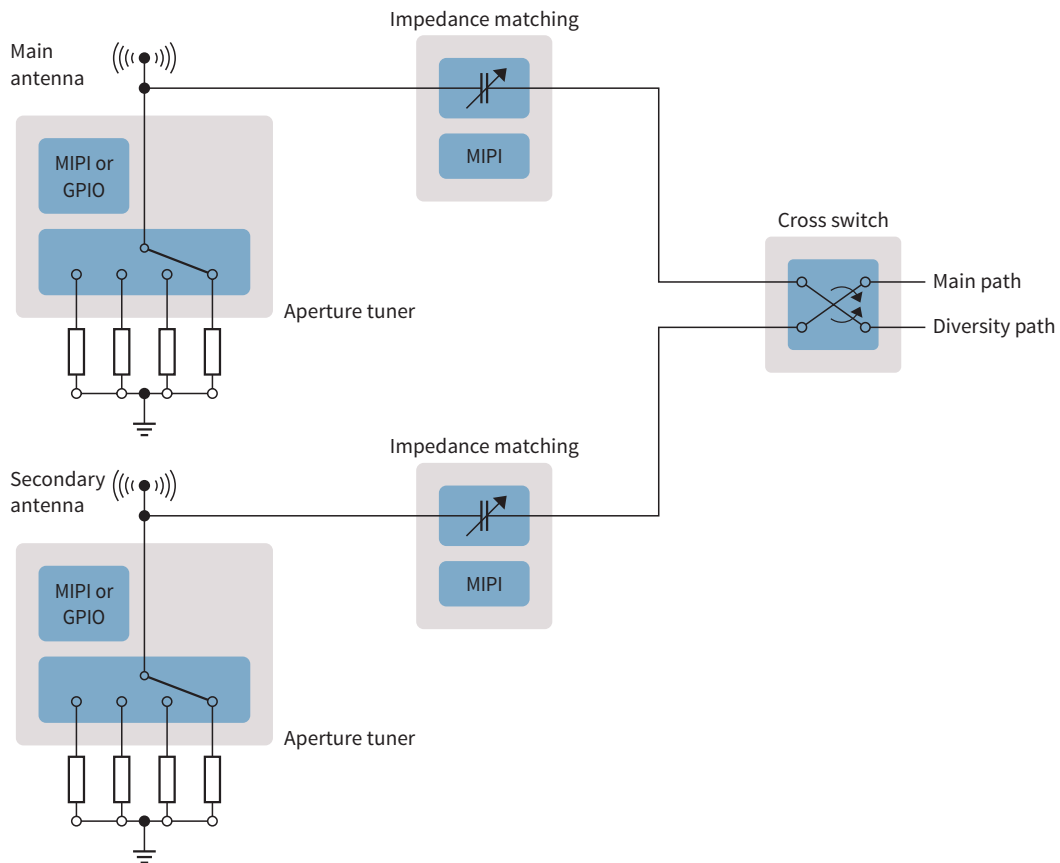 Impedance matching
Main
antenna
MIPI or
GPIO
MIPI
Cross switch
Main path
Diversity path
Aperture tuner
Impedance matching
Secondary
antenna
MIPI or
GPIO
MIPI
Aperture tuner